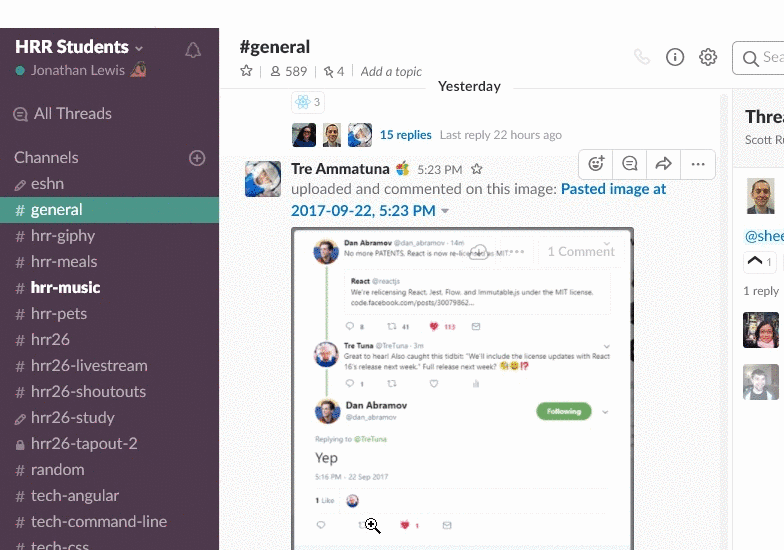 HRR Students
Jonathan Lewis
All Threads
Channels
eshn
# general
# hrr-giphy
# hrr-meals
# hrr-music
# hrr-pets
# hrr26
# hrr26-livestream
# hrr26-shoutouts
hrr26-study
hrr26-tapout-2
# random
# tech-angular
# tech-command-line
# tech-css
#general
589
4
Add a topic
Yesterday
3
15 replies Last reply 22 hours ago
Tre Ammatuna 5:23 PM
uploaded and commented on this image: Pasted image at
2017-09-22, 5:23 PM
1 Comment
Dan Abramov @dan_abramov · 14m
No more PATENTS. React is now re-licensed as MIT.
React @reactjs
We're relicensing React, Jest, Flow, and Immutable.js under the MIT license.
code.facebook.com/posts/30079862...
8 41 113
Tre Tuna @TreTuna · 3m
Great to hear! Also caught this tidbit: "We'll include the license updates with React
16's release next week." Full release next week?
1
Dan Abramov
@dan_abramov
Following
Replying to @TreTuna
Yep
5:16 PM - 22 Sep 2017
1 Like
1
Sea
Threa
Scott Ru
@shee
1
1 reply